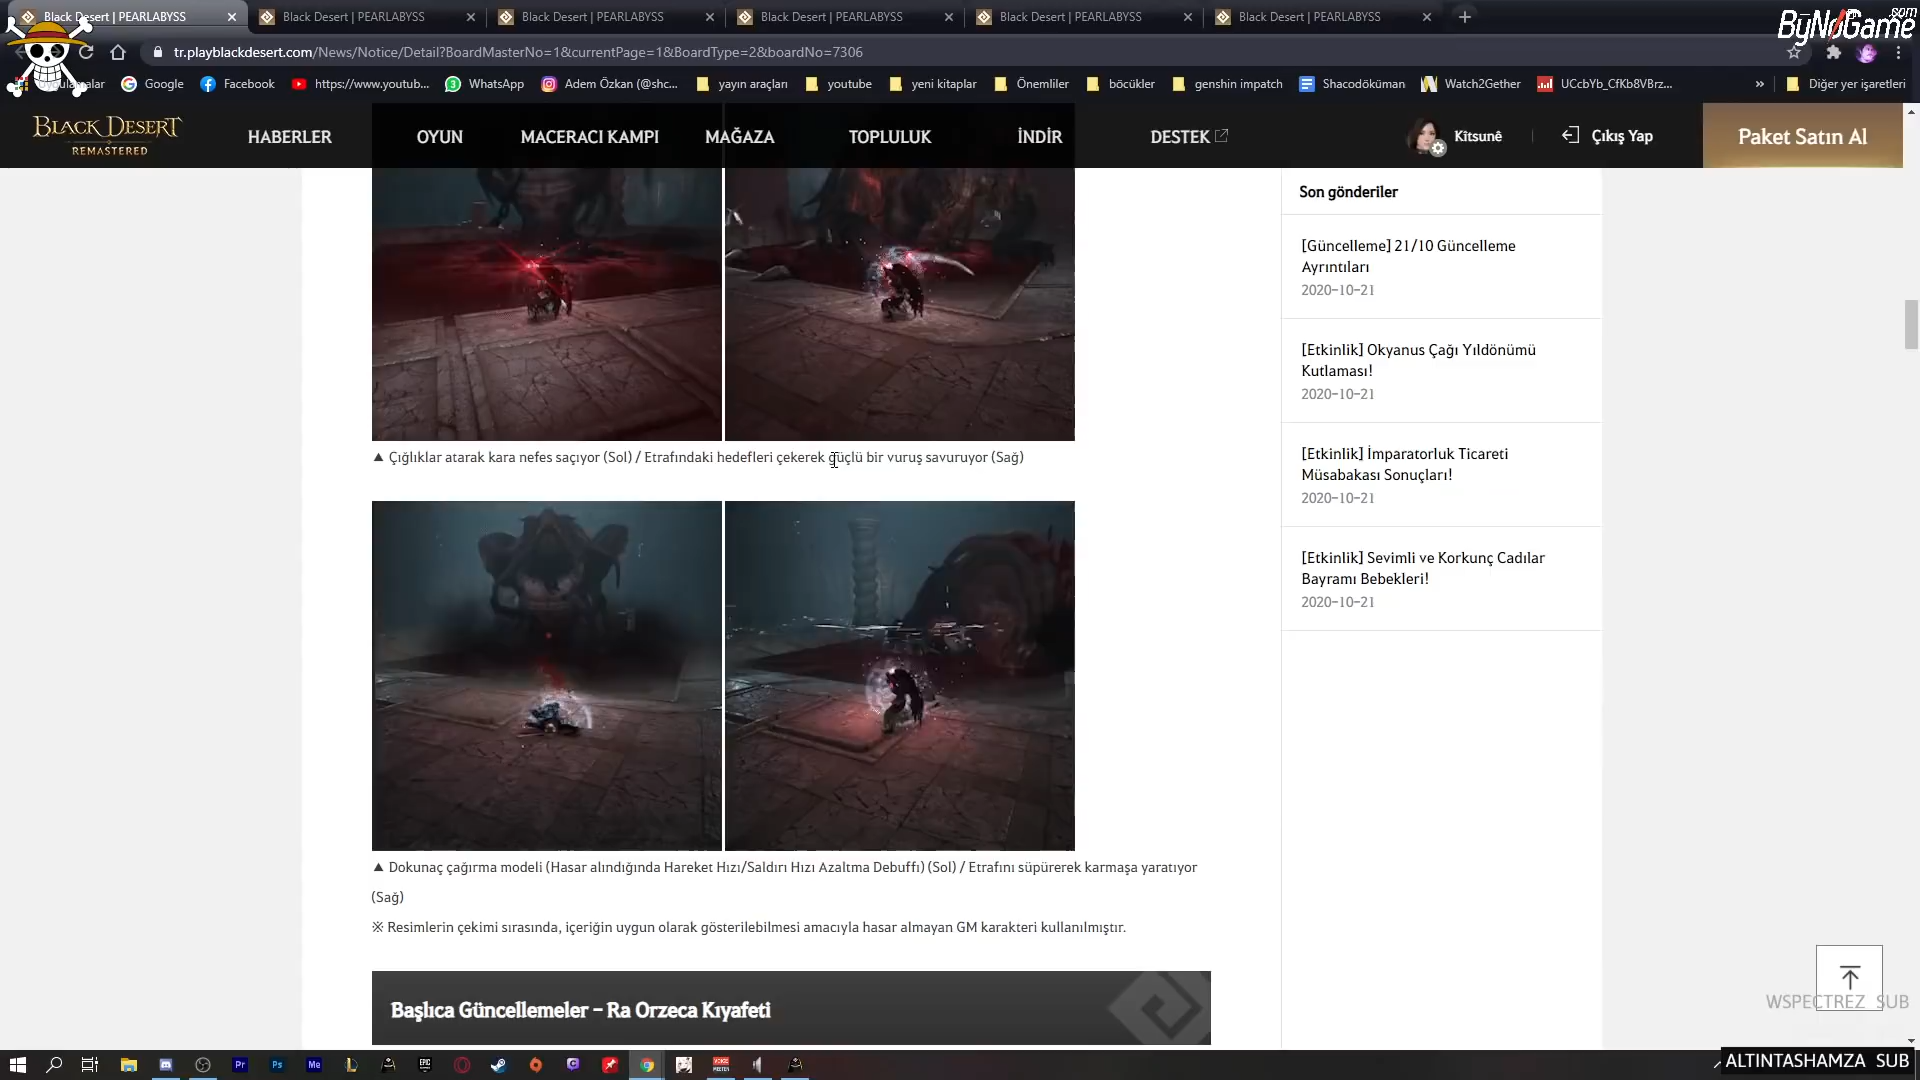 Black Desert | PEARLABYSS
Black Desert | PEARLABYSS
Black Desert | PEARLABYSS
Black Desert | PEARLABYSS
Black Desert | PEARLABYSS
Black Desert | PEARLABYSS
ByNoGame
.com
tr.playblackdesert.com/News/Notice/Detail?BoardMasterNo=1&currentPage=1&BoardType=2&boardNo=7306
Google
Facebook
https://www.youtub...
WhatsApp
Adem Özkan (@shc...
yayın araçları
youtube
yeni kitaplar
Önemliler
böcükler
genshin impatch
Shacodöküman
Watch2Gether
UCcbYb_CfKb8VBrz...
»
Diğer yer işaretleri
BLACK DESERT
REMASTERED
HABERLER
OYUN
MACERACI KAMPI
MAĞAZA
TOPLULUK
İNDİR
DESTEK
Kitsunê
Çıkış Yap
Paket Satın Al
▲ Çığlıklar atarak kara nefes saçıyor (Sol) / Etrafındaki hedefleri çekerek güçlü bir vuruş savuruyor (Sağ)
▲ Dokunaç çağırma modeli (Hasar alındığında Hareket Hızı/Saldırı Hızı Azaltma Debuffı) (Sol) / Etrafını süpürerek karmaşa yaratıyor
(Sağ)
※ Resimlerin çekimi sırasında, içeriğin uygun olarak gösterilebilmesi amacıyla hasar almayan GM karakteri kullanılmıştır.
Başlıca Güncellemeler – Ra Orzeca Kıyafeti
Son gönderiler
[Güncelleme] 21/10 Güncelleme
Ayrıntıları
2020-10-21
[Etkinlik] Okyanus Çağı Yıldönümü
Kutlaması!
2020-10-21
[Etkinlik] İmparatorluk Ticareti
Müsabakası Sonuçları!
2020-10-21
[Etkinlik] Sevimli ve Korkunç Cadılar
Bayramı Bebekleri!
2020-10-21
WSPECTREZ SUB
Pr
Ps
Me
EPIC
ALTINTASHAMZA SUB